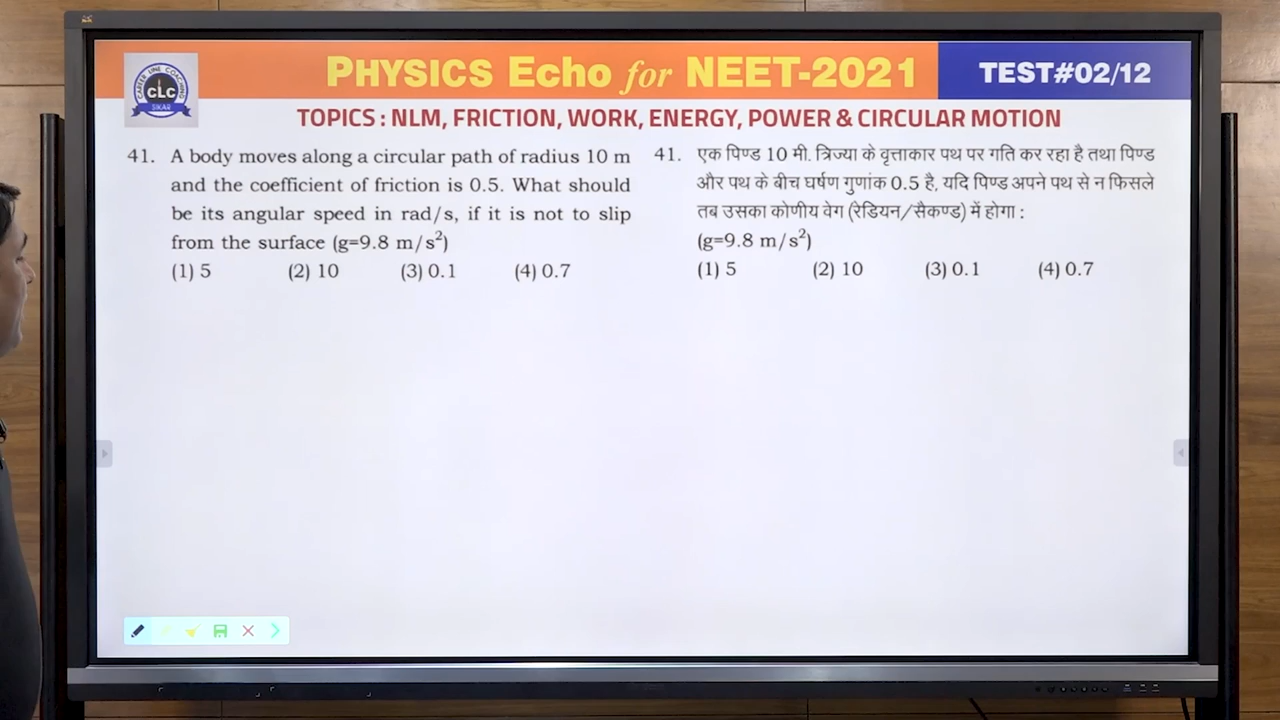 PHYSICS Echo for NEET-2021
TEST#02/12
CAREER LINE COACHING
CLC
SIKAR
TOPICS : NLM, FRICTION, WORK, ENERGY, POWER & CIRCULAR MOTION
41. A body moves along a circular path of radius 10 m
and the coefficient of friction is 0.5. What should
be its angular speed in rad/s, if it is not to slip
from the surface (g=9.8 m/s²)
(1) 5 (2) 10 (3) 0.1 (4) 0.7
41. एक पिण्ड 10 मी. त्रिज्या के वृत्ताकार पथ पर गति कर रहा है तथा पिण्ड
और पथ के बीच घर्षण गुणांक 0.5 है, यदि पिण्ड अपने पथ से न फिसले
तब उसका कोणीय वेग (रेडियन/सैकण्ड) में होगा :
(g=9.8 m/s²)
(1) 5 (2) 10 (3) 0.1 (4) 0.7